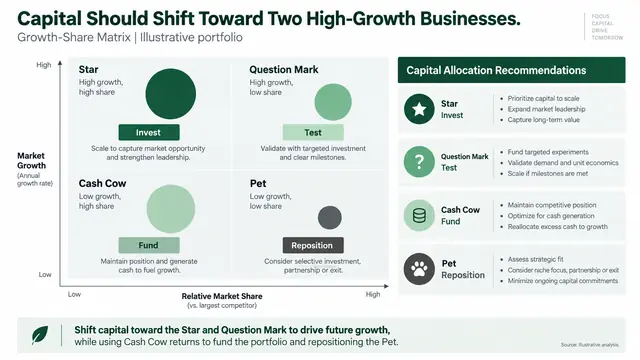 Capital Should Shift Toward Two High-Growth Businesses.
Growth-Share Matrix | Illustrative portfolio
FOCUS
CAPITAL
DRIVE
TOMORROW
High
Low
Market
Growth
(Annual
growth rate)
Star
High growth,
high share
Invest
Scale to capture market opportunity
and strengthen leadership.
Question Mark
High growth,
low share
Test
Validate with targeted investment
and clear milestones.
Cash Cow
Low growth,
high share
Fund
Maintain position and generate
cash to fuel growth.
Pet
Low growth,
low share
Reposition
Consider selective investment,
partnership or exit.
Low
Relative Market Share
(vs. largest competitor)
High
Capital Allocation Recommendations
Star
Invest
• Prioritize capital to scale
• Expand market leadership
• Capture long-term value
?
Question Mark
Test
• Fund targeted experiments
• Validate demand and unit economics
• Scale if milestones are met
Cash Cow
Fund
• Maintain competitive position
• Optimize for cash generation
• Reallocate excess cash to growth
Pet
Reposition
• Assess strategic fit
• Consider niche focus, partnership or exit
• Minimize ongoing capital commitments
Shift capital toward the Star and Question Mark to drive future growth,
while using Cash Cow returns to fund the portfolio and repositioning the Pet.
Source: Illustrative analysis.